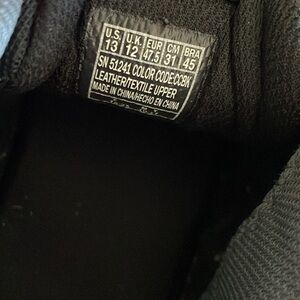 U.S. U.K. EUR CM BRA
13 12 47.5 31 45
SN 51241 COLOR CODE:CCBK
LEATHER/TEXTILE UPPER
MADE IN CHINA/HECHO EN CHINA